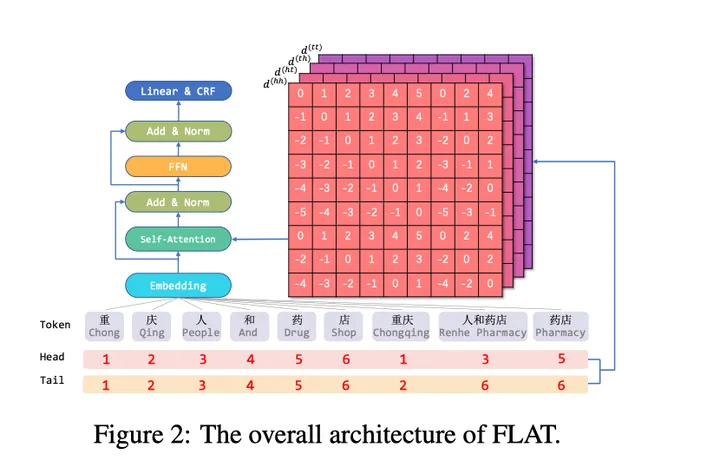 d(tt)
d(th)
d(ht)
d(hh)
Linear & CRF
Add & Norm
FFN
Add & Norm
Self-Attention
Embedding
0 1 2 3 4 5 0 2 4
-1 0 1 2 3 4 -1 1 3
-2 -1 0 1 2 3 -2 0 2
-3 -2 -1 0 1 2 -3 -1 1
-4 -3 -2 -1 0 1 -4 -2 0
-5 -4 -3 -2 -1 0 -5 -3 -1
0 1 2 3 4 5 0 2 4
-2 -1 0 1 2 3 -2 0 2
-4 -3 -2 -1 0 1 -4 -2 0
Token 重 庆 人 和 药 店 重庆 人和药店 药店
Chong Qing People And Drug Shop Chongqing Renhe Pharmacy Pharmacy
Head 1 2 3 4 5 6 1 3 5
Tail 1 2 3 4 5 6 2 6 6
Figure 2: The overall architecture of FLAT.